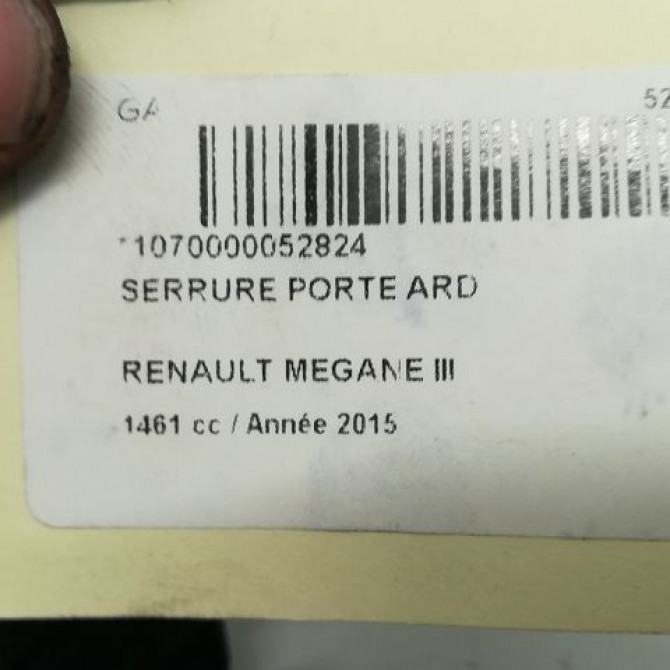 GA 52
*1070000052824
SERRURE PORTE ARD
RENAULT MEGANE III
1461 cc / Année 2015